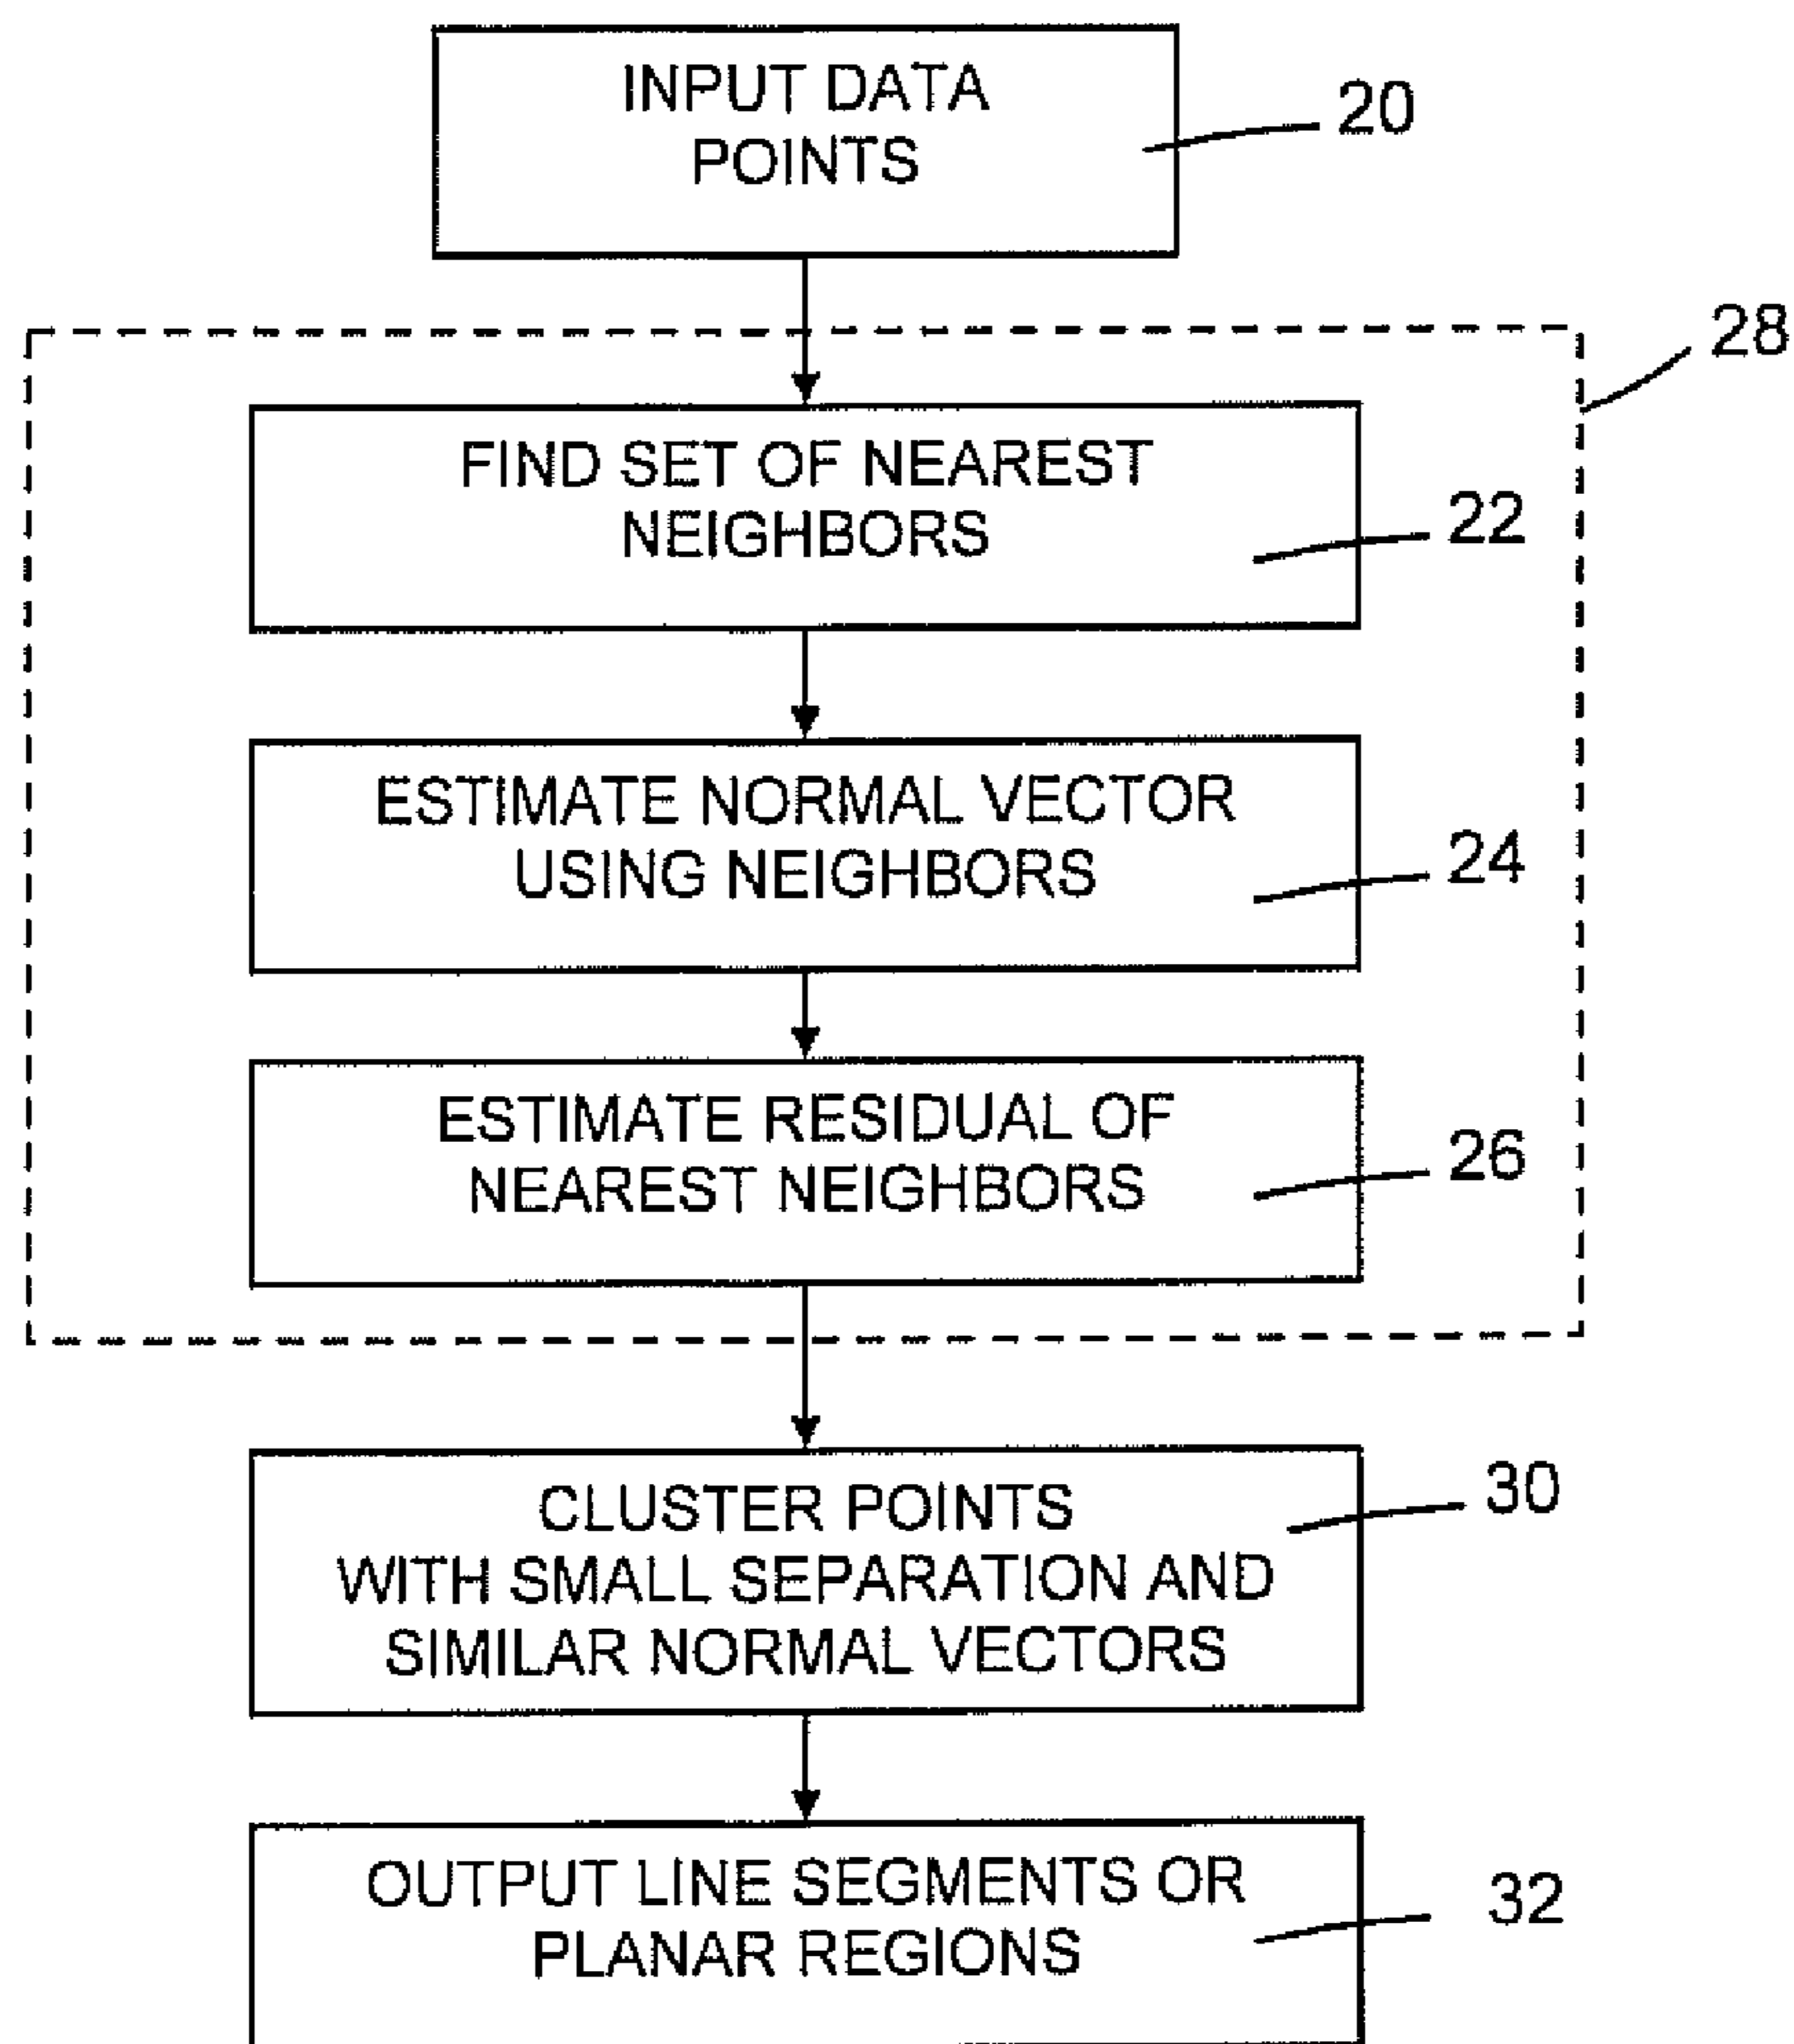 INPUT DATA
POINTS
20
28
FIND SET OF NEAREST
NEIGHBORS
22
ESTIMATE NORMAL VECTOR
USING NEIGHBORS
24
ESTIMATE RESIDUAL OF
NEAREST NEIGHBORS
26
CLUSTER POINTS
WITH SMALL SEPARATION AND
SIMILAR NORMAL VECTORS
30
OUTPUT LINE SEGMENTS OR
PLANAR REGIONS
32